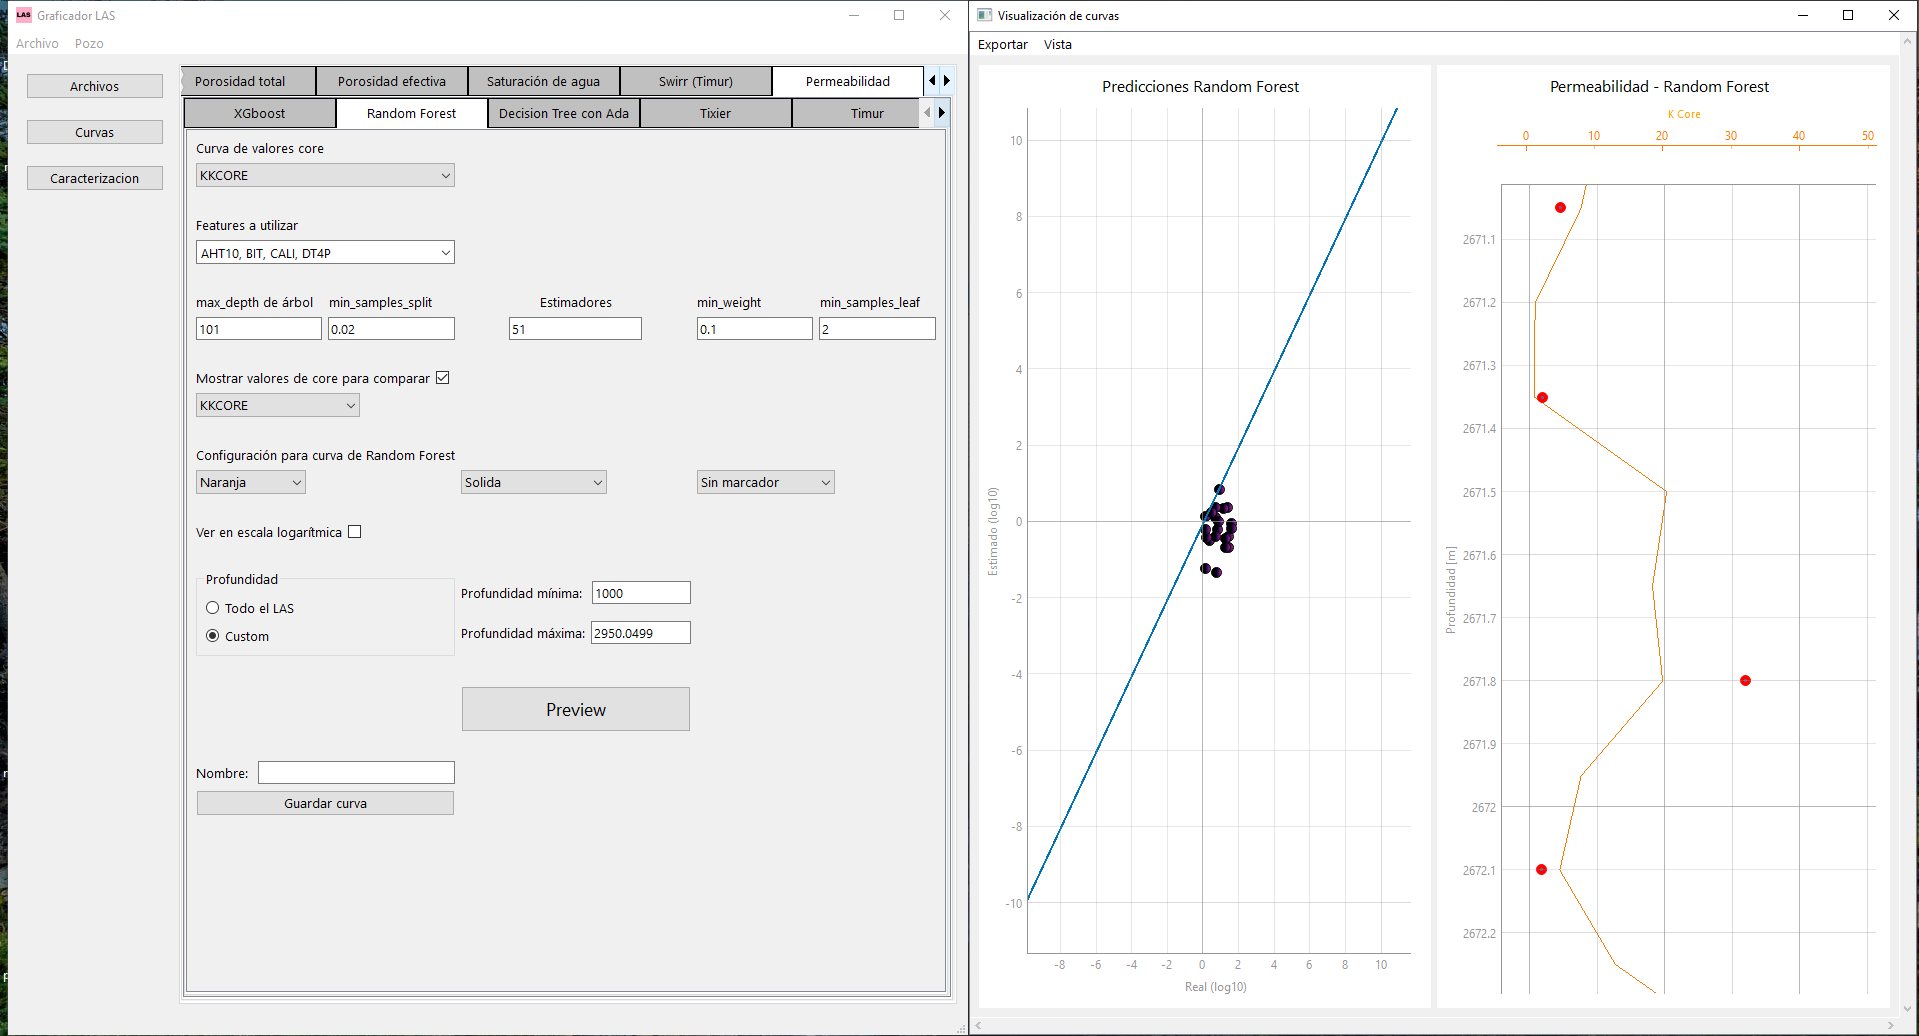 LAS Graficador LAS
Archivo Pozo
Archivos
Curvas
Caracterizacion
Porosidad total Porosidad efectiva Saturación de agua Swirr (Timur) Permeabilidad
XGboost Random Forest Decision Tree con Ada Tixier Timur
Curva de valores core
KKCORE
Features a utilizar
AHT10, BIT, CALI, DT4P
max_depth de árbol min_samples_split Estimadores min_weight min_samples_leaf
101 0.02 51 0.1 2
Mostrar valores de core para comparar
KKCORE
Configuración para curva de Random Forest
Naranja Solida Sin marcador
Ver en escala logarítmica
Profundidad
Todo el LAS
Custom
Profundidad mínima: 1000
Profundidad máxima: 2950.0499
Preview
Nombre:
Guardar curva
Visualización de curvas
Exportar Vista
Predicciones Random Forest
Estimado (log10)
10
8
6
4
2
0
-2
-4
-6
-8
-10
-8 -6 -4 -2 0 2 4 6 8 10
Real (log10)
Permeabilidad - Random Forest
K Core
0 10 20 30 40 50
Profundidad [m]
2671.1
2671.2
2671.3
2671.4
2671.5
2671.6
2671.7
2671.8
2671.9
2672
2672.1
2672.2